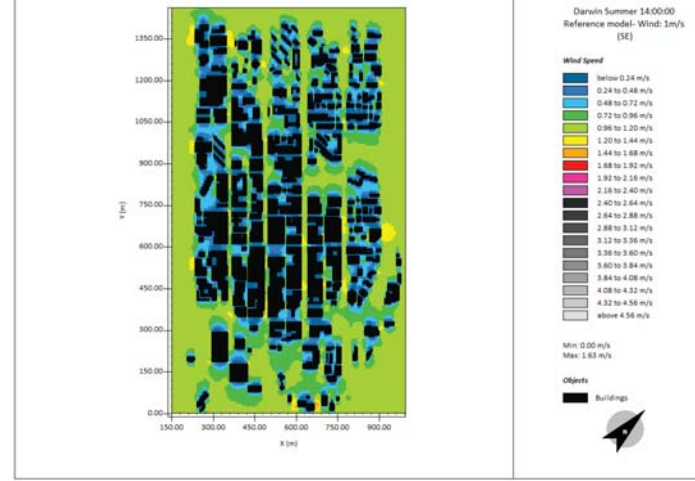 Darwin Summer 14:00:00
Reference model- Wind: 1m/s
(SE)
Wind Speed
below 0.24 m/s
0.24 to 0.48 m/s
0.48 to 0.72 m/s
0.72 to 0.96 m/s
0.96 to 1.20 m/s
1.20 to 1.44 m/s
1.44 to 1.68 m/s
1.68 to 1.92 m/s
1.92 to 2.16 m/s
2.16 to 2.40 m/s
2.40 to 2.64 m/s
2.64 to 2.88 m/s
2.88 to 3.12 m/s
3.12 to 3.36 m/s
3.36 to 3.60 m/s
3.60 to 3.84 m/s
3.84 to 4.08 m/s
4.08 to 4.32 m/s
4.32 to 4.56 m/s
above 4.56 m/s
Min: 0.00 m/s
Max: 1.63 m/s
Objects
Buildings
N
1350.00
1200.00
1050.00
900.00
750.00
600.00
450.00
300.00
150.00
0.00
Y (m)
150.00 300.00 450.00 600.00 750.00 900.00
X (m)